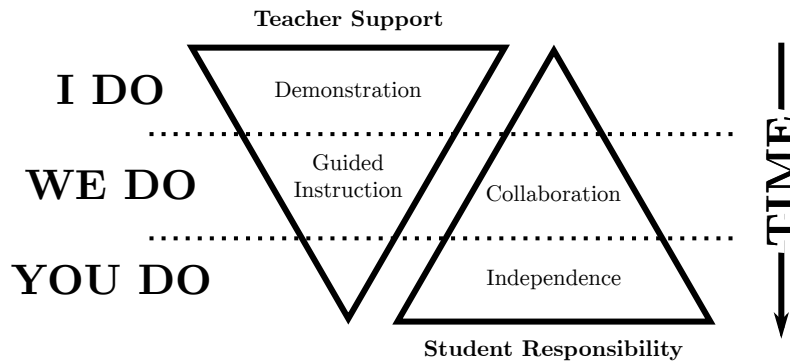 Teacher Support
I DO
Demonstration
WE DO
Guided
Instruction
Collaboration
YOU DO
Independence
Student Responsibility
TIME